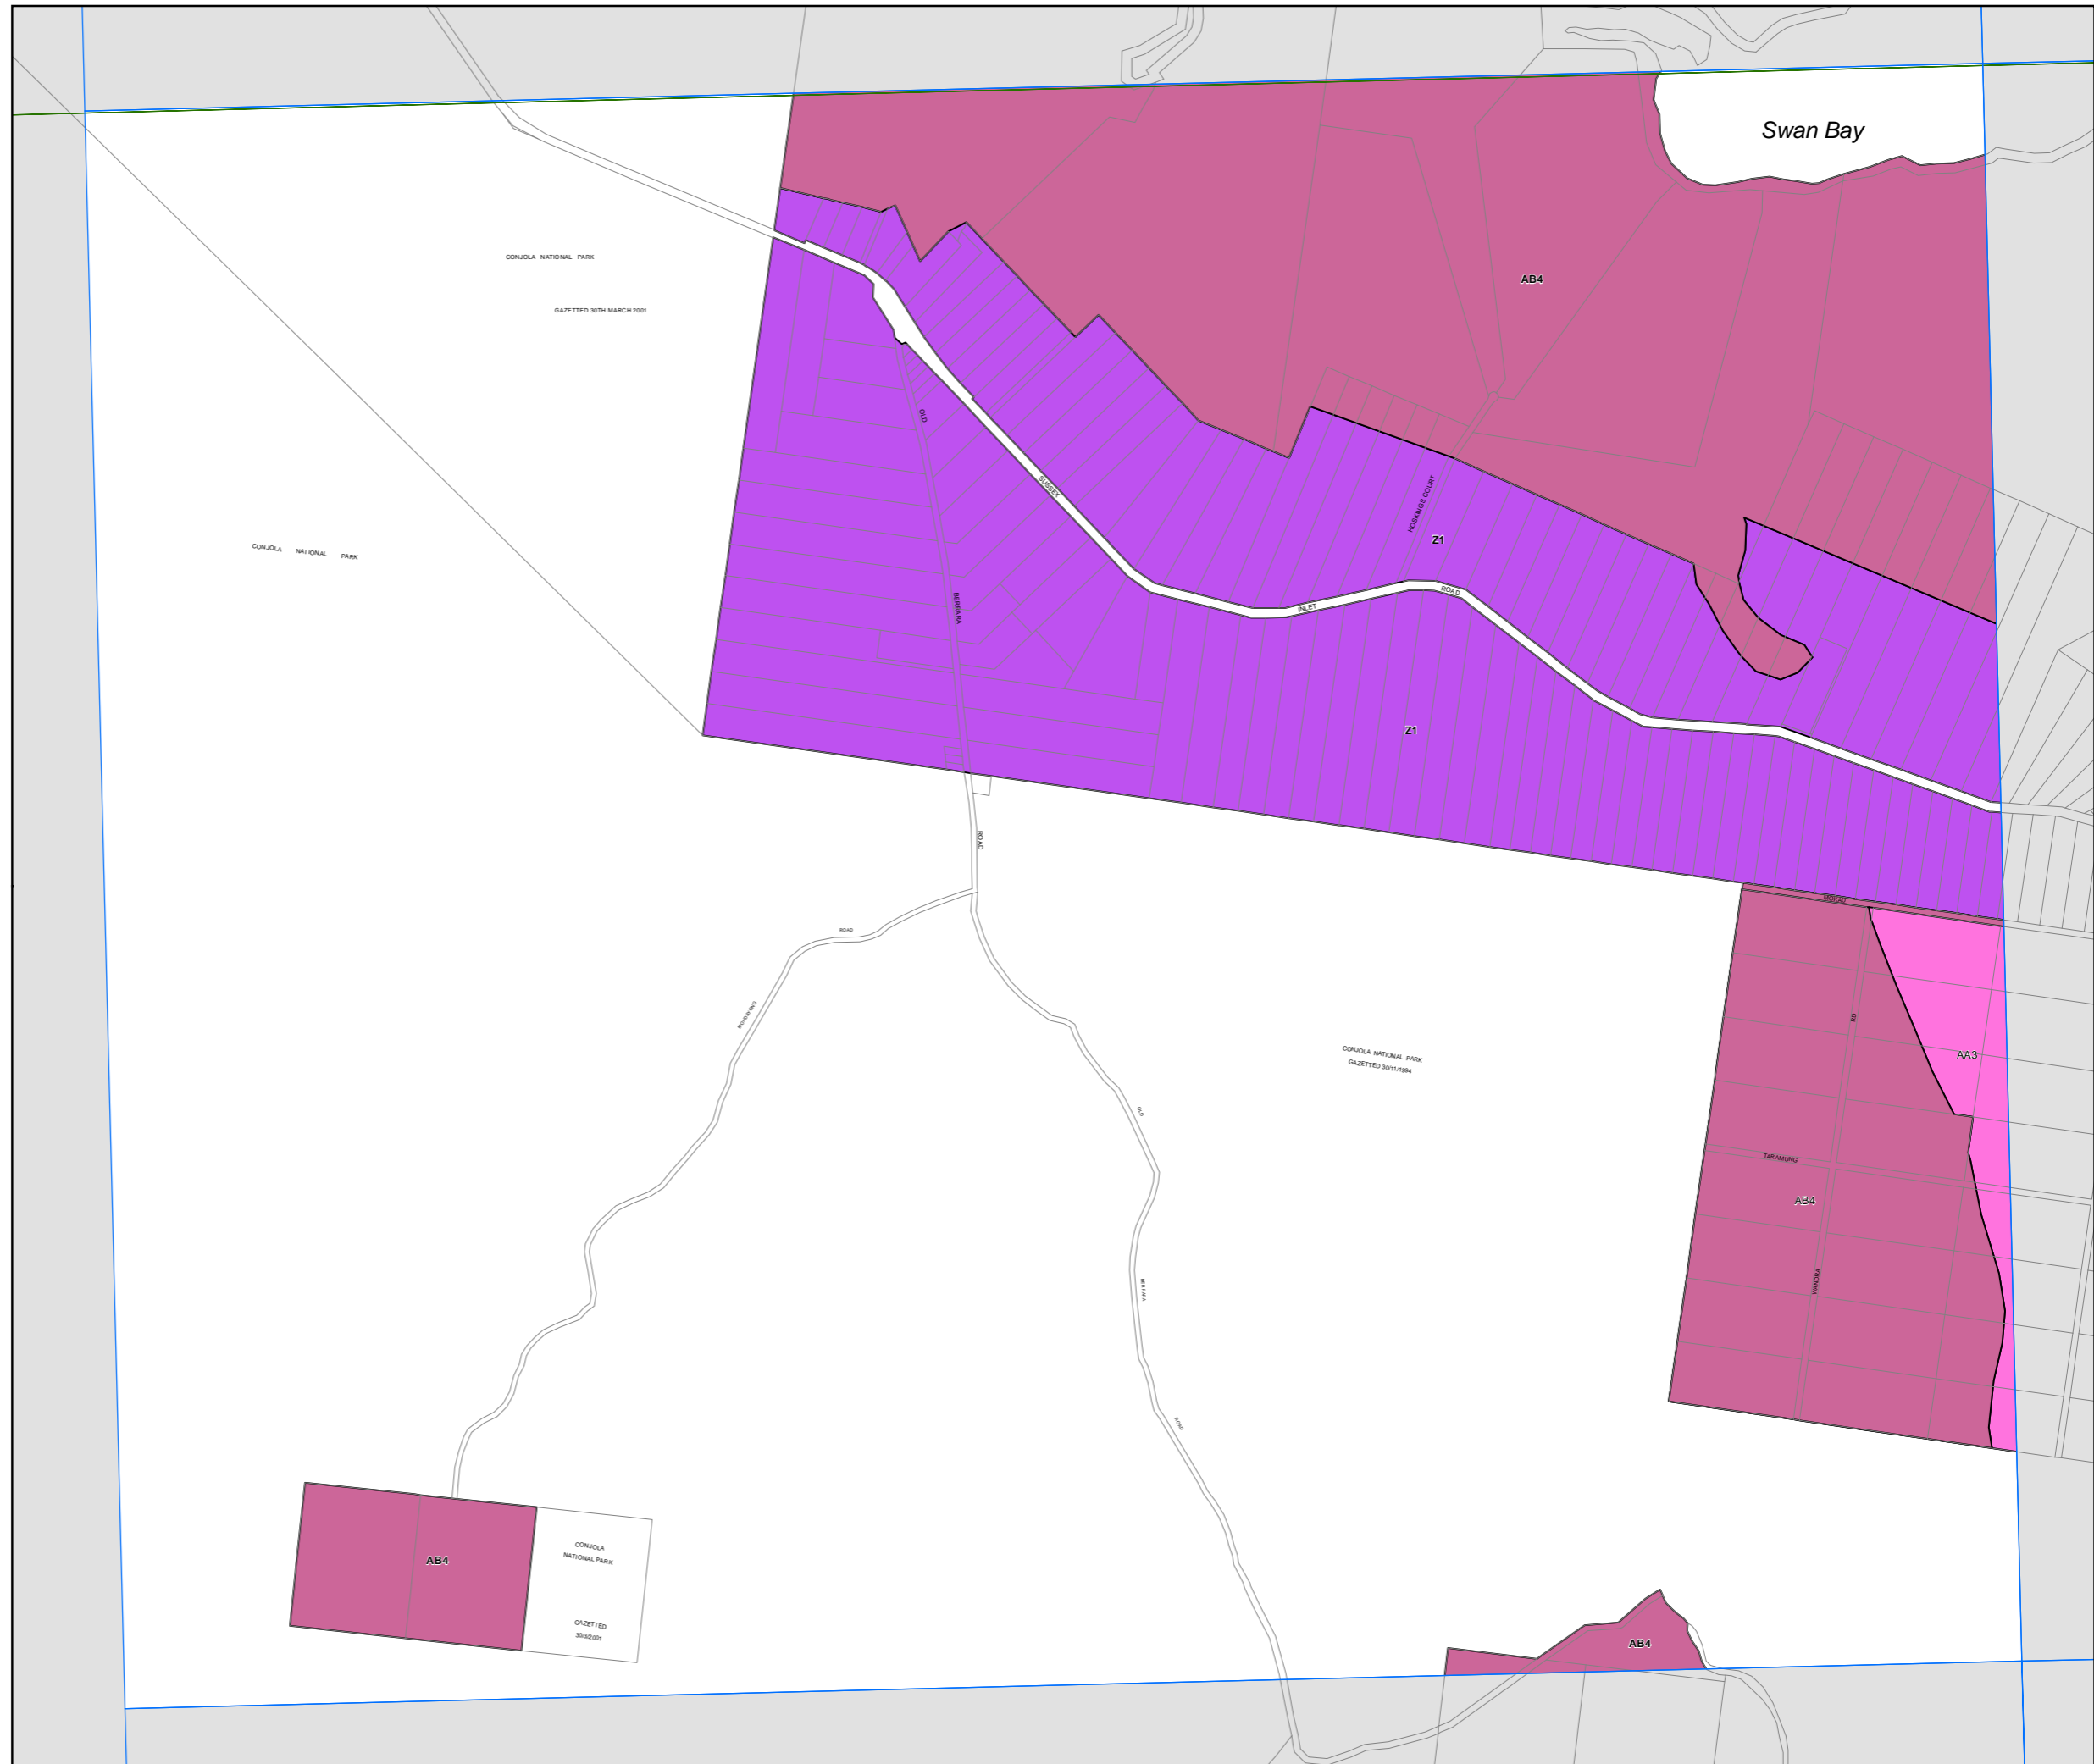 Swan Bay
CONJOLA NATIONAL PARK
AB4
GAZETTED 30TH MARCH 2001
OLD
SUSSEX
HOSKINGS COURT
Z1
CONJOLA NATIONAL PARK
BERRARA
INLET
ROAD
Z1
ROAD
MOKAU
ROAD
RD
CONJOLA NATIONAL PARK
GAZETTED 30/11/1994
AA3
OLD
TARAMUNG
AB4
WANDRA
BERRARA
ROAD
CONJOLA
NATIONAL PARK
AB4
GAZETTED
30/3/2001
AB4